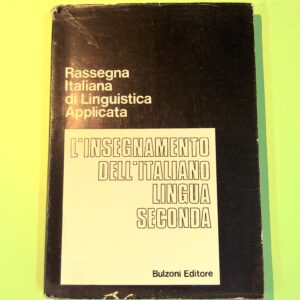 Rassegna
Italiana
di Linguistica
Applicata
L'INSEGNAMENTO
DELL'ITALIANO
LINGUA
SECONDA
Bulzoni Editore